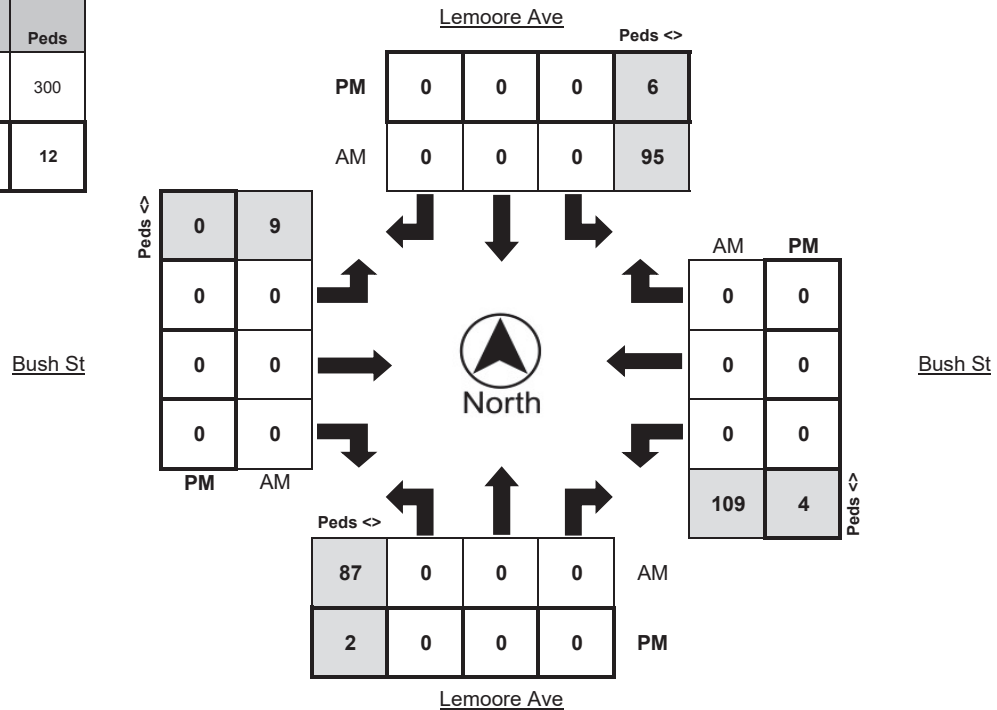 Lemoore Ave
Peds <>
Peds
300
12
PM 0 0 0 6
AM 0 0 0 95
Peds <> 0 9
AM PM
0 0
0 0
Bush St 0 0
0 0
PM AM
North
0 0
0 0 Bush St
0 0
109 4 Peds <>
Peds <>
87 0 0 0 AM
2 0 0 0 PM
Lemoore Ave